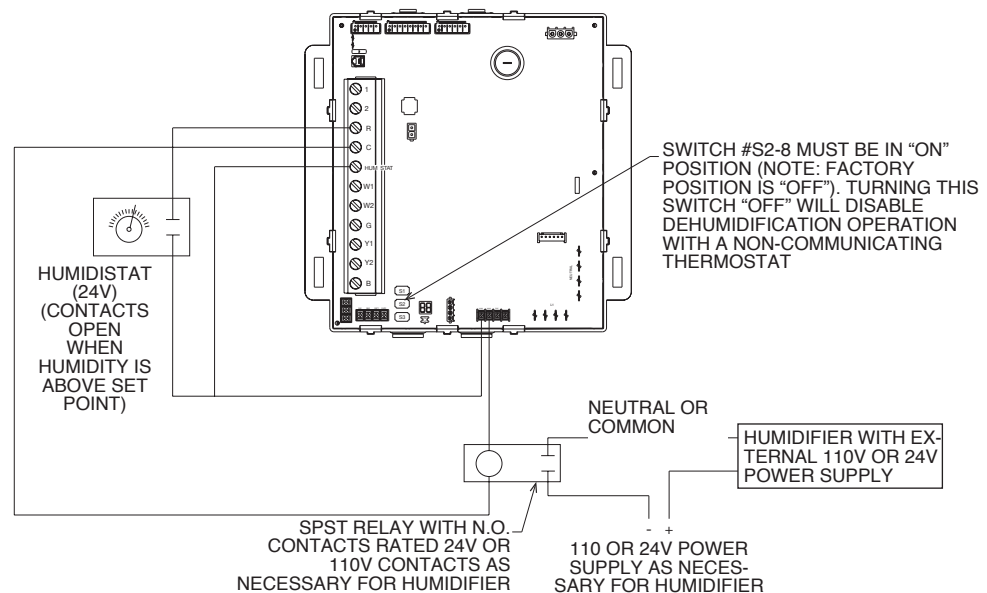 1
2
R
C
HUMISTAT
W1
W2
G
Y1
Y2
B
S1
S2
S3
NEUTRAL
SWITCH #S2-8 MUST BE IN “ON”
POSITION (NOTE: FACTORY
POSITION IS “OFF”). TURNING THIS
SWITCH “OFF” WILL DISABLE
DEHUMIDIFICATION OPERATION
WITH A NON-COMMUNICATING
THERMOSTAT
HUMIDISTAT
(24V)
(CONTACTS
OPEN
WHEN
HUMIDITY IS
ABOVE SET
POINT)
NEUTRAL OR
COMMON
HUMIDIFIER WITH EX-
TERNAL 110V OR 24V
POWER SUPPLY
SPST RELAY WITH N.O.
CONTACTS RATED 24V OR
110V CONTACTS AS
NECESSARY FOR HUMIDIFIER
- +
110 OR 24V POWER
SUPPLY AS NECES-
SARY FOR HUMIDIFIER